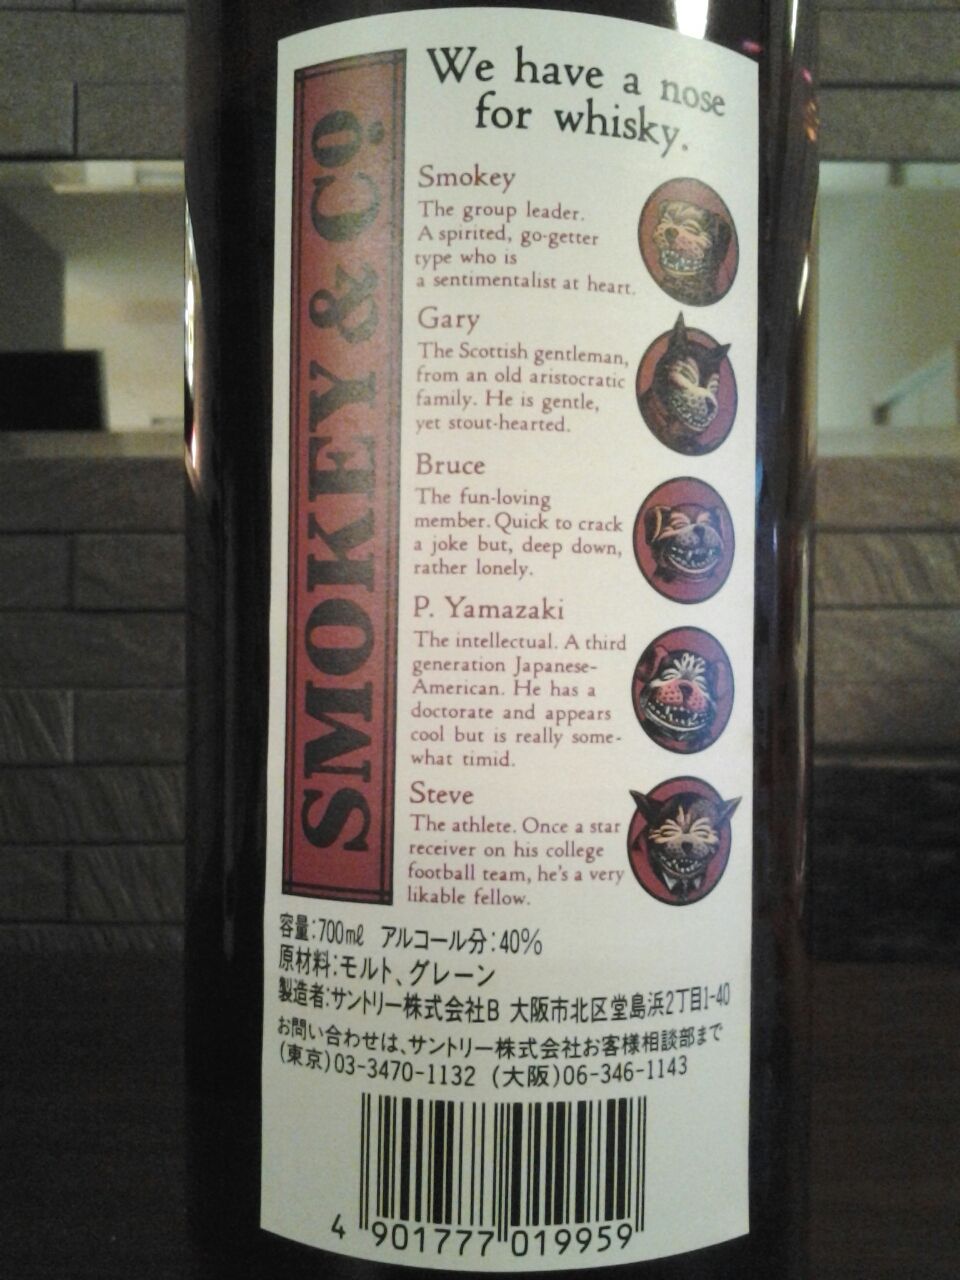 SMOKEY & CO.
We have a nose
for whisky.
Smokey
The group leader.
A spirited, go-getter
type who is
a sentimentalist at heart.
Gary
The Scottish gentleman,
from an old aristocratic
family. He is gentle,
yet stout-hearted.
Bruce
The fun-loving
member. Quick to crack
a joke but, deep down,
rather lonely.
P. Yamazaki
The intellectual. A third
generation Japanese-
American. He has a
doctorate and appears
cool but is really some-
what timid.
Steve
The athlete. Once a star
receiver on his college
football team, he's a very
likable fellow.
容量:700ml アルコール分:40%
原材料:モルト、グレーン
製造者:サントリー株式会社B 大阪市北区堂島浜2丁目1-40
お問い合わせは、サントリー株式会社お客様相談部まで
(東京)03-3470-1132 (大阪)06-346-1143
4 901777 019959